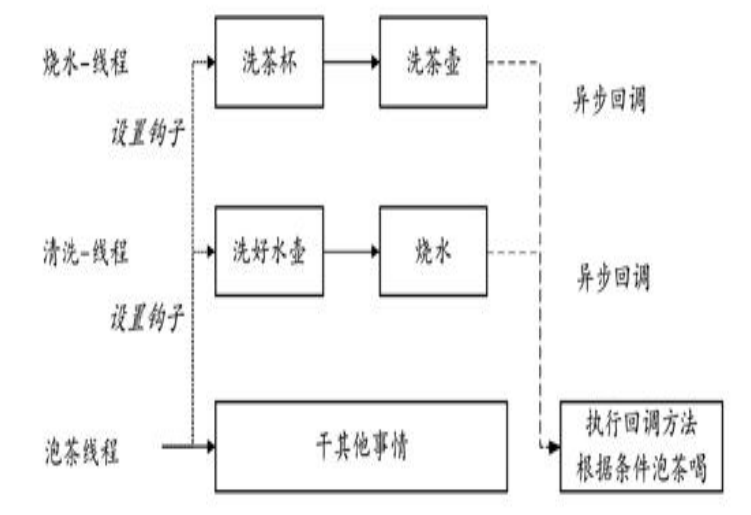 烧水-线程
洗茶杯
洗茶壶
设置钩子
异步回调
清洗-线程
洗好水壶
烧水
异步回调
设置钩子
泡茶线程
干其他事情
执行回调方法
根据条件泡茶喝